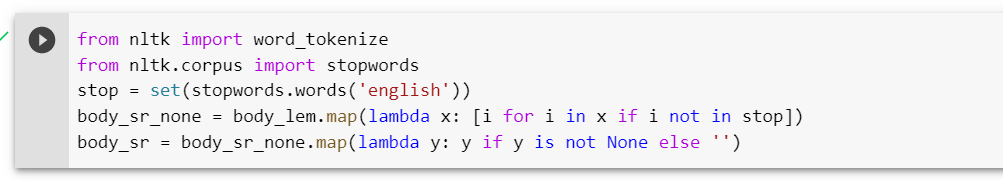 from nltk import word_tokenize
from nltk.corpus import stopwords
stop = set(stopwords.words('english'))
body_sr_none = body_lem.map(lambda x: [i for i in x if i not in stop])
body_sr = body_sr_none.map(lambda y: y if y is not None else '')